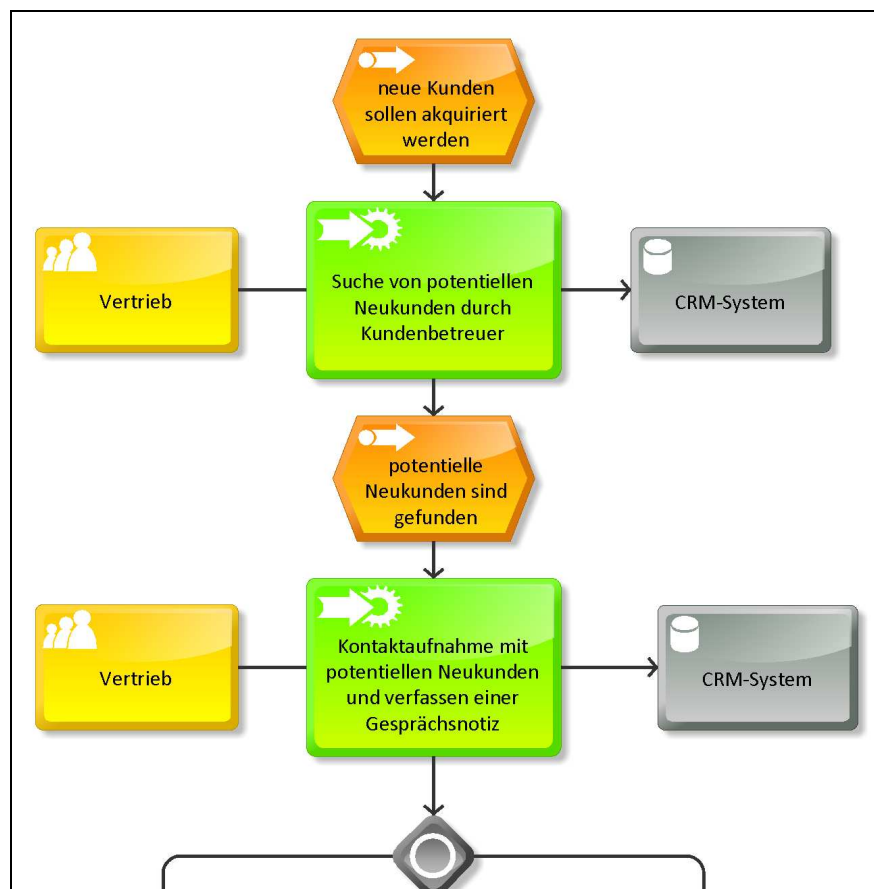 neue Kunden
sollen akquiriert
werden
Vertrieb
Suche von potentiellen
Neukunden durch
Kundenbetreuer
CRM-System
potentielle
Neukunden sind
gefunden
Vertrieb
Kontaktaufnahme mit
potentiellen Neukunden
und verfassen einer
Gesprächsnotiz
CRM-System